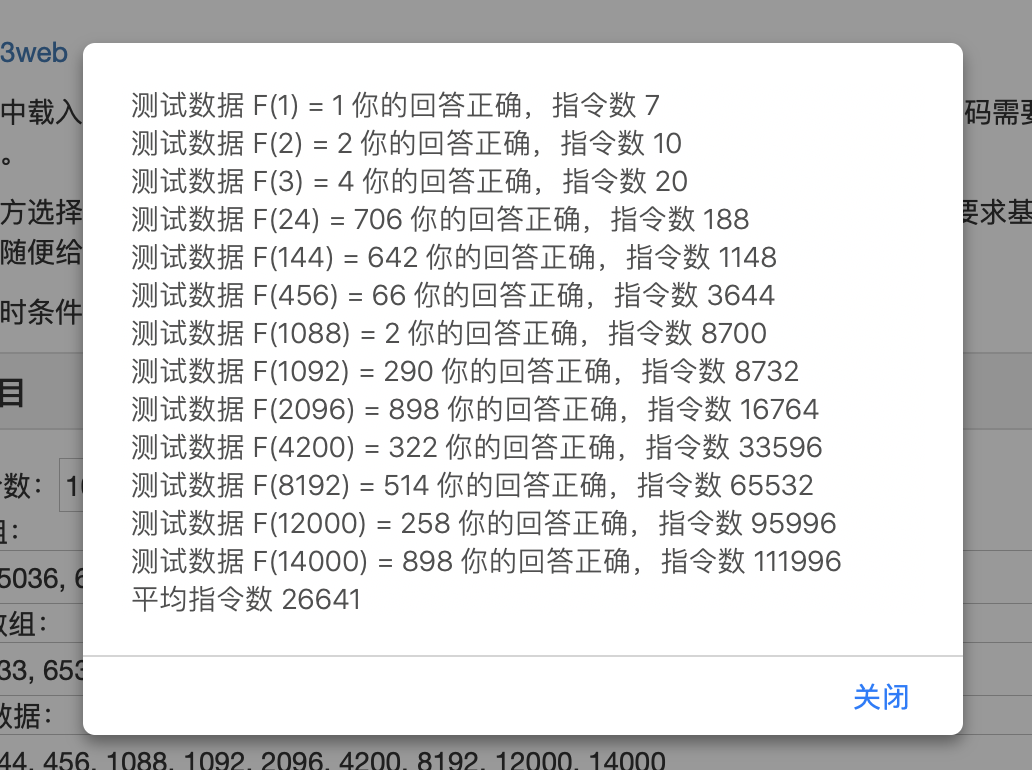 3web
中载入
码需要
。
方选择
要求基
随便给
时条件
测试数据 F(1) = 1 你的回答正确，指令数 7
测试数据 F(2) = 2 你的回答正确，指令数 10
测试数据 F(3) = 4 你的回答正确，指令数 20
测试数据 F(24) = 706 你的回答正确，指令数 188
测试数据 F(144) = 642 你的回答正确，指令数 1148
测试数据 F(456) = 66 你的回答正确，指令数 3644
测试数据 F(1088) = 2 你的回答正确，指令数 8700
测试数据 F(1092) = 290 你的回答正确，指令数 8732
测试数据 F(2096) = 898 你的回答正确，指令数 16764
测试数据 F(4200) = 322 你的回答正确，指令数 33596
测试数据 F(8192) = 514 你的回答正确，指令数 65532
测试数据 F(12000) = 258 你的回答正确，指令数 95996
测试数据 F(14000) = 898 你的回答正确，指令数 111996
平均指令数 26641
关闭
目
数：
组：
5036,
数组：
33, 653
数据：
44, 456, 1088, 1092, 2096, 4200, 8192, 12000, 14000